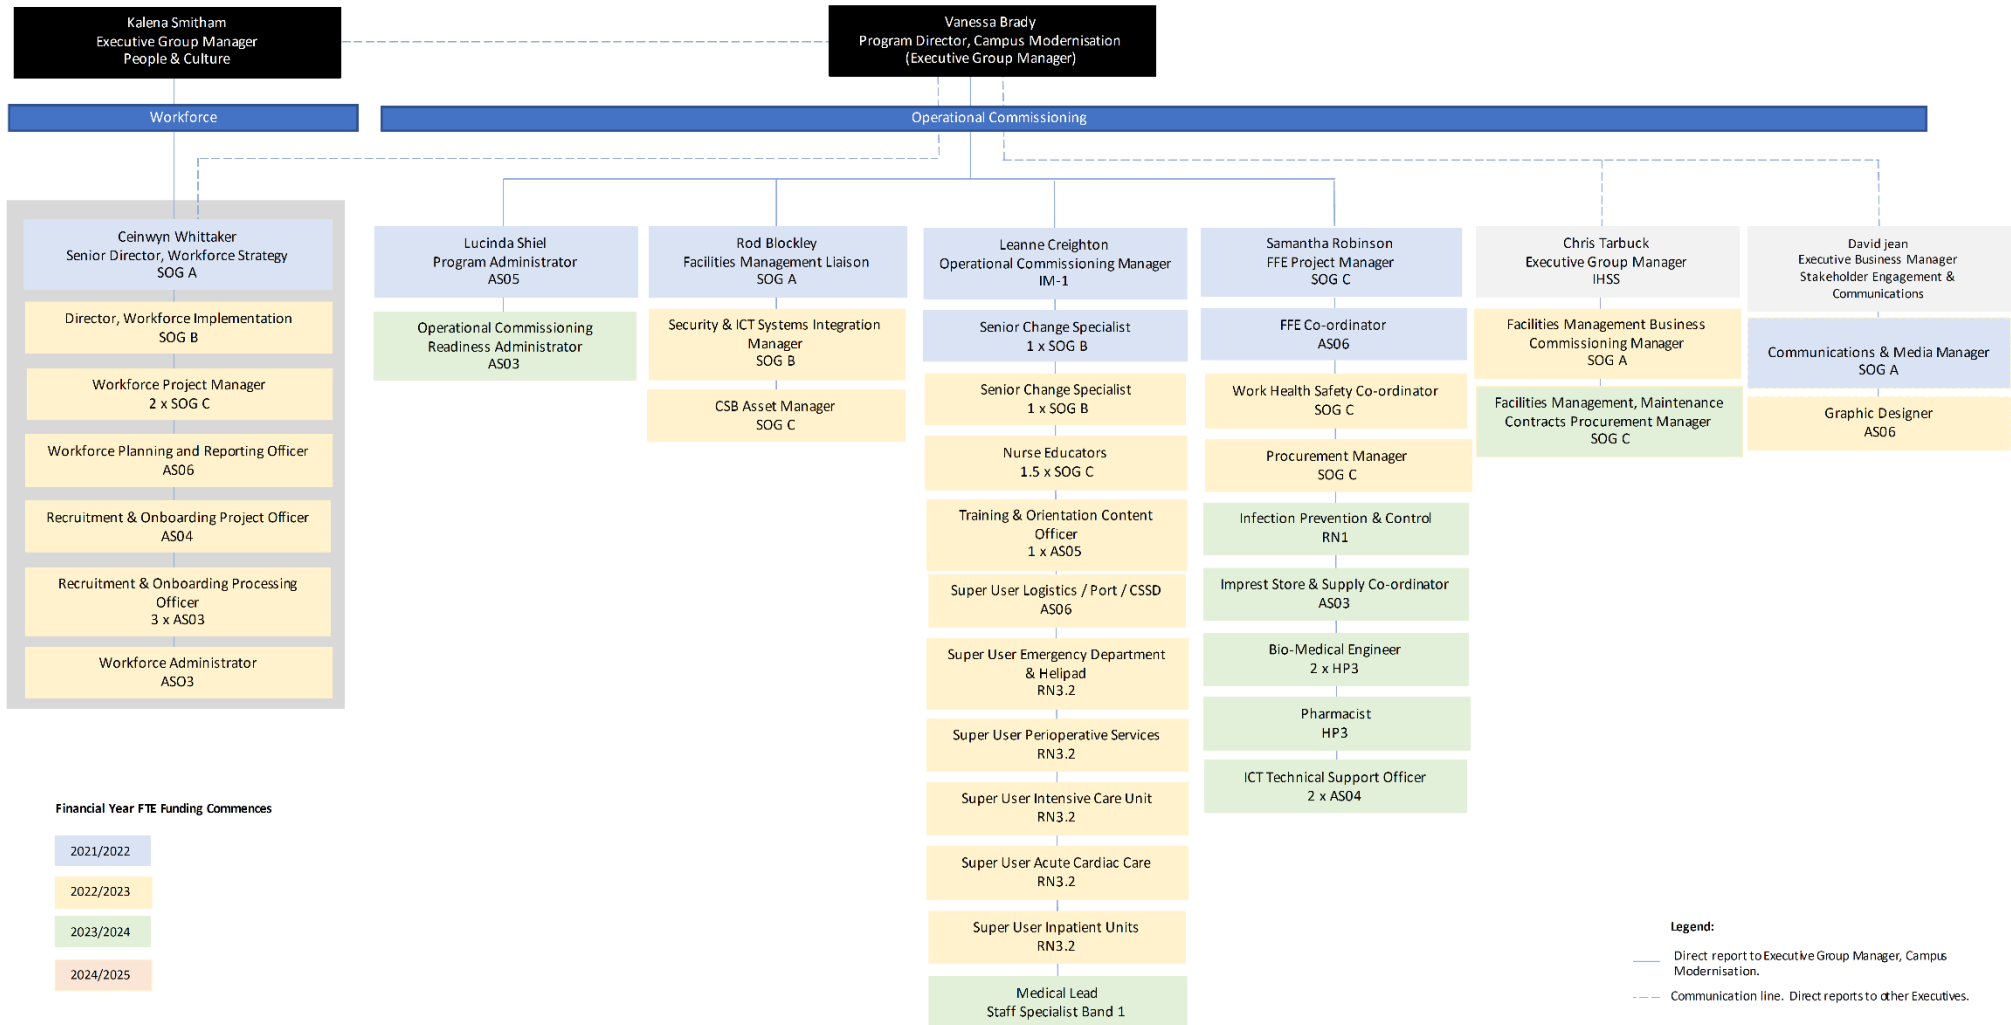 Kalena Smitham
Executive Group Manager
People & Culture
Vanessa Brady
Program Director, Campus Modernisation
(Executive Group Manager)
Workforce
Operational Commissioning
Ceinwyn Whittaker
Senior Director, Workforce Strategy
SOG A
Director, Workforce Implementation
SOG B
Workforce Project Manager
2 x SOG C
Workforce Planning and Reporting Officer
AS06
Recruitment & Onboarding Project Officer
AS04
Recruitment & Onboarding Processing
Officer
3 x AS03
Workforce Administrator
ASO3
Lucinda Shiel
Program Administrator
AS05
Operational Commissioning
Readiness Administrator
AS03
Rod Blockley
Facilities Management Liaison
SOG A
Security & ICT Systems Integration
Manager
SOG B
CSB Asset Manager
SOG C
Leanne Creighton
Operational Commissioning Manager
IM-1
Senior Change Specialist
1 x SOG B
Senior Change Specialist
1 x SOG B
Nurse Educators
1.5 x SOG C
Training & Orientation Content
Officer
1 x AS05
Super User Logistics / Port / CSSD
AS06
Super User Emergency Department
& Helipad
RN3.2
Super User Perioperative Services
RN3.2
Super User Intensive Care Unit
RN3.2
Super User Acute Cardiac Care
RN3.2
Super User Inpatient Units
RN3.2
Medical Lead
Staff Specialist Band 1
Samantha Robinson
FFE Project Manager
SOG C
FFE Co-ordinator
AS06
Work Health Safety Co-ordinator
SOG C
Procurement Manager
SOG C
Infection Prevention & Control
RN1
Imprest Store & Supply Co-ordinator
AS03
Bio-Medical Engineer
2 x HP3
Pharmacist
HP3
ICT Technical Support Officer
2 x AS04
Chris Tarbuck
Executive Group Manager
IHSS
Facilities Management Business
Commissioning Manager
SOG A
Facilities Management, Maintenance
Contracts Procurement Manager
SOG C
David jean
Executive Business Manager
Stakeholder Engagement &
Communications
Communications & Media Manager
SOG A
Graphic Designer
AS06
Financial Year FTE Funding Commences
2021/2022
2022/2023
2023/2024
2024/2025
Legend:
Direct report to Executive Group Manager, Campus
Modernisation.
Communication line. Direct reports to other Executives.